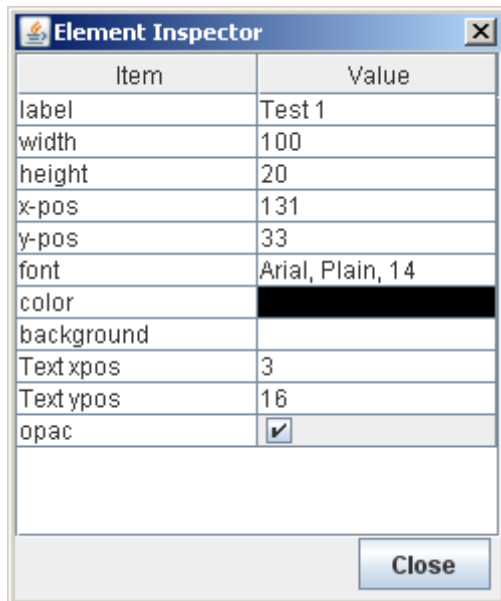 Element Inspector
Item Value
label Test 1
width 100
height 20
x-pos 131
y-pos 33
font Arial, Plain, 14
color
background
Text xpos 3
Text ypos 16
opac
Close